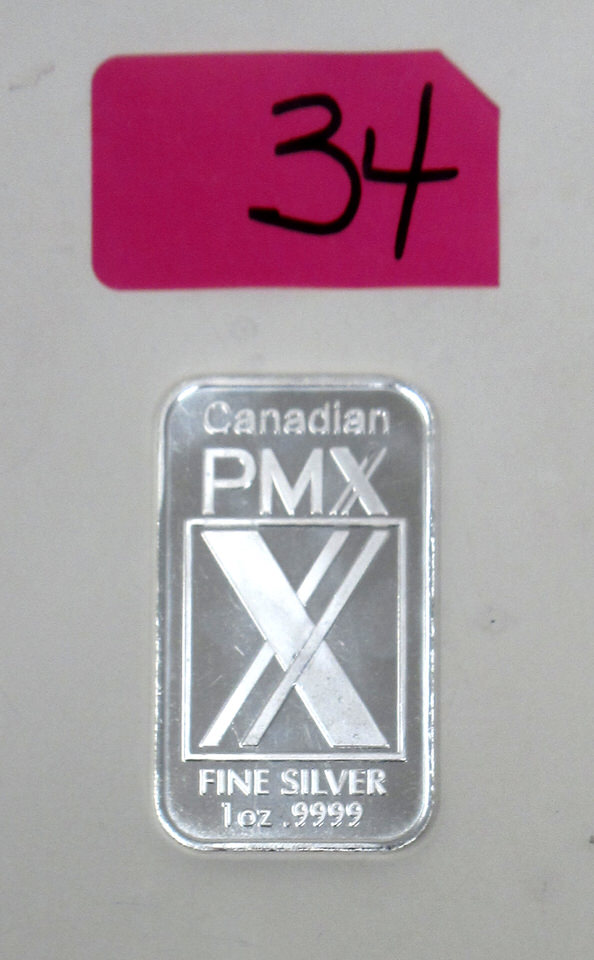 34
Canadian
PMX
X
FINE SILVER
1oz .9999